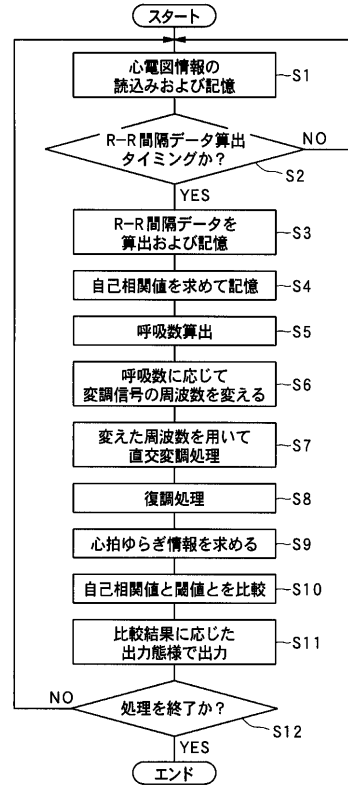 スタート
心電図情報の
読込みおよび記憶
S1
R-R間隔データ算出
タイミングか?
NO
S2
YES
R-R間隔データを
算出および記憶
S3
自己相関値を求めて記憶
S4
呼吸数算出
S5
呼吸数に応じて
変調信号の周波数を変える
S6
変えた周波数を用いて
直交変調処理
S7
復調処理
S8
心拍ゆらぎ情報を求める
S9
自己相関値と閾値とを比較
S10
比較結果に応じた
出力態様で出力
S11
NO
処理を終了か?
S12
YES
エンド